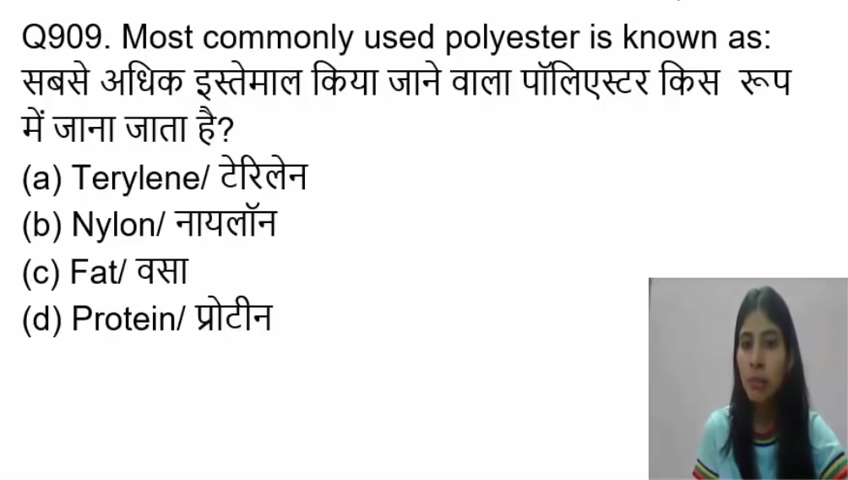 Q909. Most commonly used polyester is known as:
सबसे अधिक इस्तेमाल किया जाने वाला पॉलिएस्टर किस रूप
में जाना जाता है?
(a) Terylene/ टेरिलेन
(b) Nylon/ नायलॉन
(c) Fat/ वसा
(d) Protein/ प्रोटीन